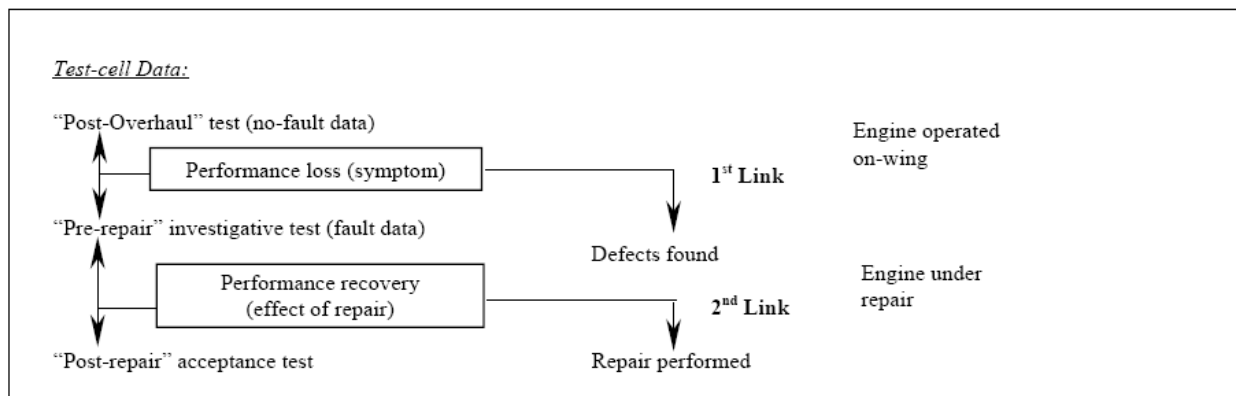 Test-cell Data:
“Post-Overhaul” test (no-fault data)
Engine operated
on-wing
Performance loss (symptom)
1st Link
“Pre-repair” investigative test (fault data)
Defects found
Performance recovery
(effect of repair)
Engine under
repair
2nd Link
“Post-repair” acceptance test
Repair performed